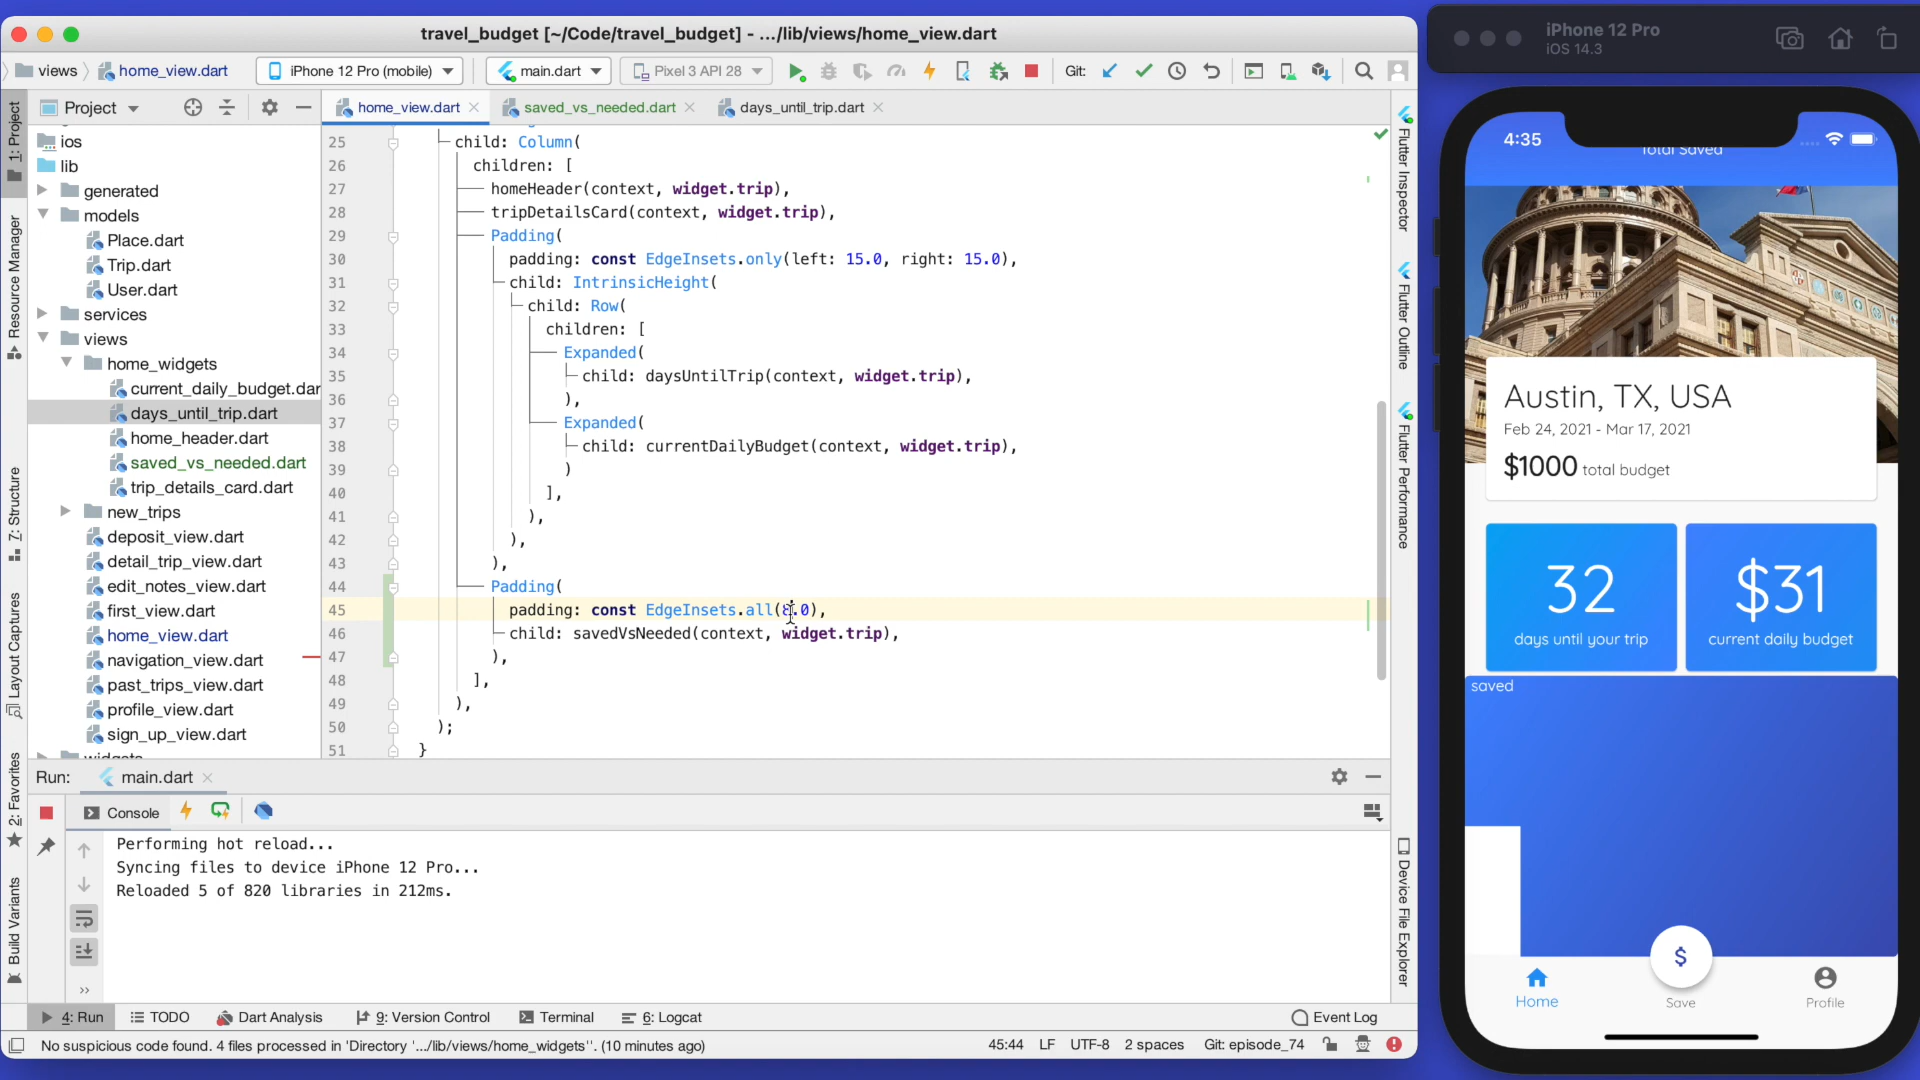 travel_budget [~/Code/travel_budget] - .../lib/views/home_view.dart
views
home_view.dart
iPhone 12 Pro (mobile)
main.dart
Pixel 3 API 28
Git:
Project
home_view.dart
saved_vs_needed.dart
days_until_trip.dart
1: Project
Resource Manager
7: Structure
Layout Captures
2: Favorites
Build Variants
ios
lib
generated
models
Place.dart
Trip.dart
User.dart
services
views
home_widgets
current_daily_budget.dar
days_until_trip.dart
home_header.dart
saved_vs_needed.dart
trip_details_card.dart
new_trips
deposit_view.dart
detail_trip_view.dart
edit_notes_view.dart
first_view.dart
home_view.dart
navigation_view.dart
past_trips_view.dart
profile_view.dart
sign_up_view.dart
widgets
25 child: Column(
26 children: [
27 homeHeader(context, widget.trip),
28 tripDetailsCard(context, widget.trip),
29 Padding(
30 padding: const EdgeInsets.only(left: 15.0, right: 15.0),
31 child: IntrinsicHeight(
32 child: Row(
33 children: [
34 Expanded(
35 child: daysUntilTrip(context, widget.trip),
36 ),
37 Expanded(
38 child: currentDailyBudget(context, widget.trip),
39 )
40 ],
41 ),
42 ),
43 ),
44 Padding(
45 padding: const EdgeInsets.all(8.0),
46 child: savedVsNeeded(context, widget.trip),
47 ),
48 ],
49 ),
50 );
51 }
Flutter Inspector
Flutter Outline
Flutter Performance
Device File Explorer
Run:
main.dart
Console
Performing hot reload...
Syncing files to device iPhone 12 Pro...
Reloaded 5 of 820 libraries in 212ms.
4: Run
TODO
Dart Analysis
9: Version Control
Terminal
6: Logcat
Event Log
No suspicious code found. 4 files processed in 'Directory '.../lib/views/home_widgets''. (10 minutes ago)
45:44
LF
UTF-8
2 spaces
Git: episode_74
iPhone 12 Pro
iOS 14.3
4:35
Total Saved
Austin, TX, USA
Feb 24, 2021 - Mar 17, 2021
$1000 total budget
32
days until your trip
$31
current daily budget
saved
$
Home
Save
Profile